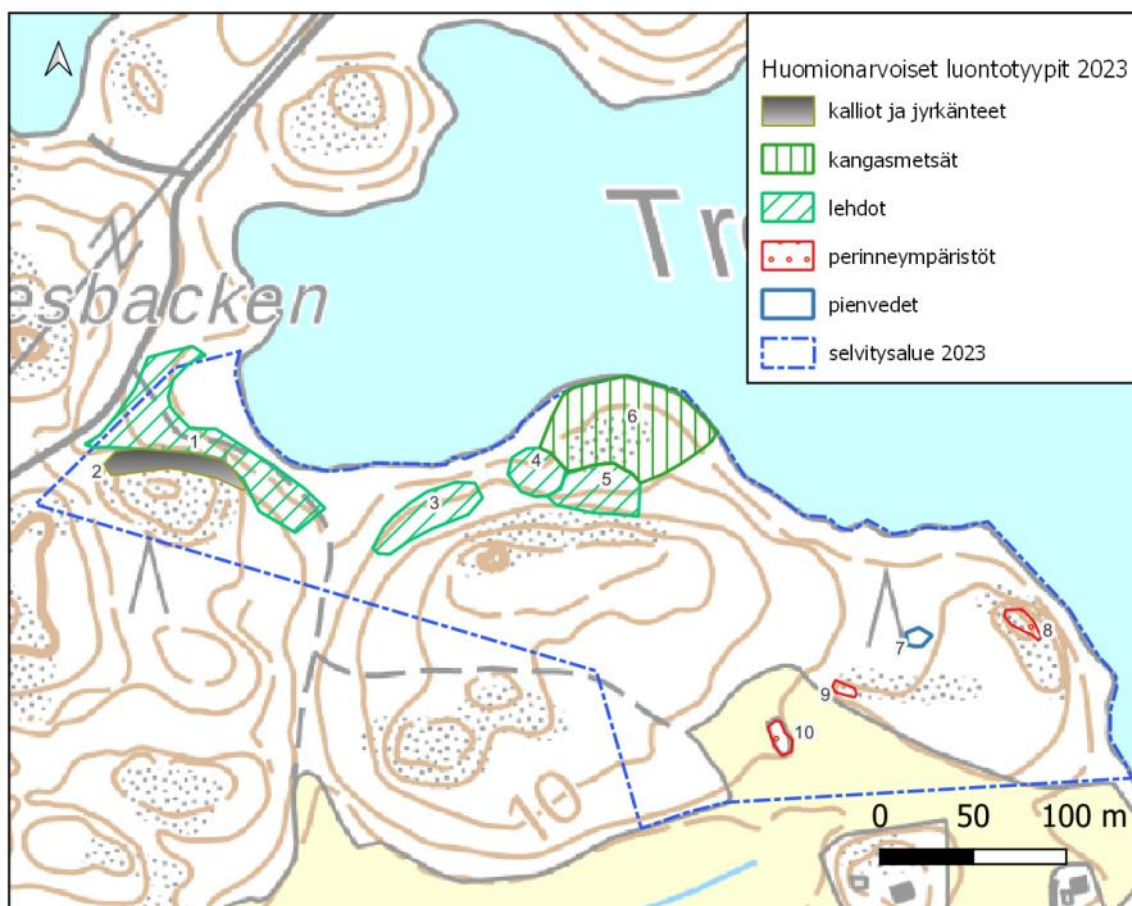 Huomionarvoiset luontotyypit 2023
kalliot ja jyrkänteet
kangasmetsät
lehdot
perinneympäristöt
pienvedet
selvitysalue 2023
Tr
esbacken
1
2
3
4
5
6
7
8
9
10
10
0 50 100 m